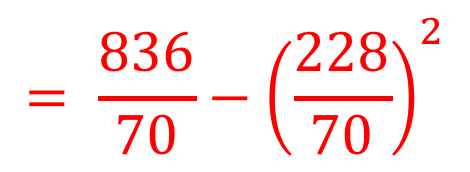 = 836/70 − (228/70)²